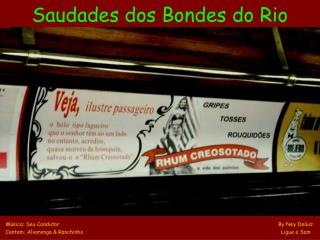 Saudades dos Bondes do Rio
Veja, ilustre passageiro
o belo tipo fagueiro
que o senhor têm ao seu lado
no entanto, acredite,
quase morreu de bronquite,
salvou-o o "Rhum Creosotado"
GRIPES
TOSSES
ROUQUIDÕES
RHUM CREOSOTADO
Música: Seu Condutor
Cantam: Alvarenga & Ranchinho
By Ney Deluiz
Ligue o Som